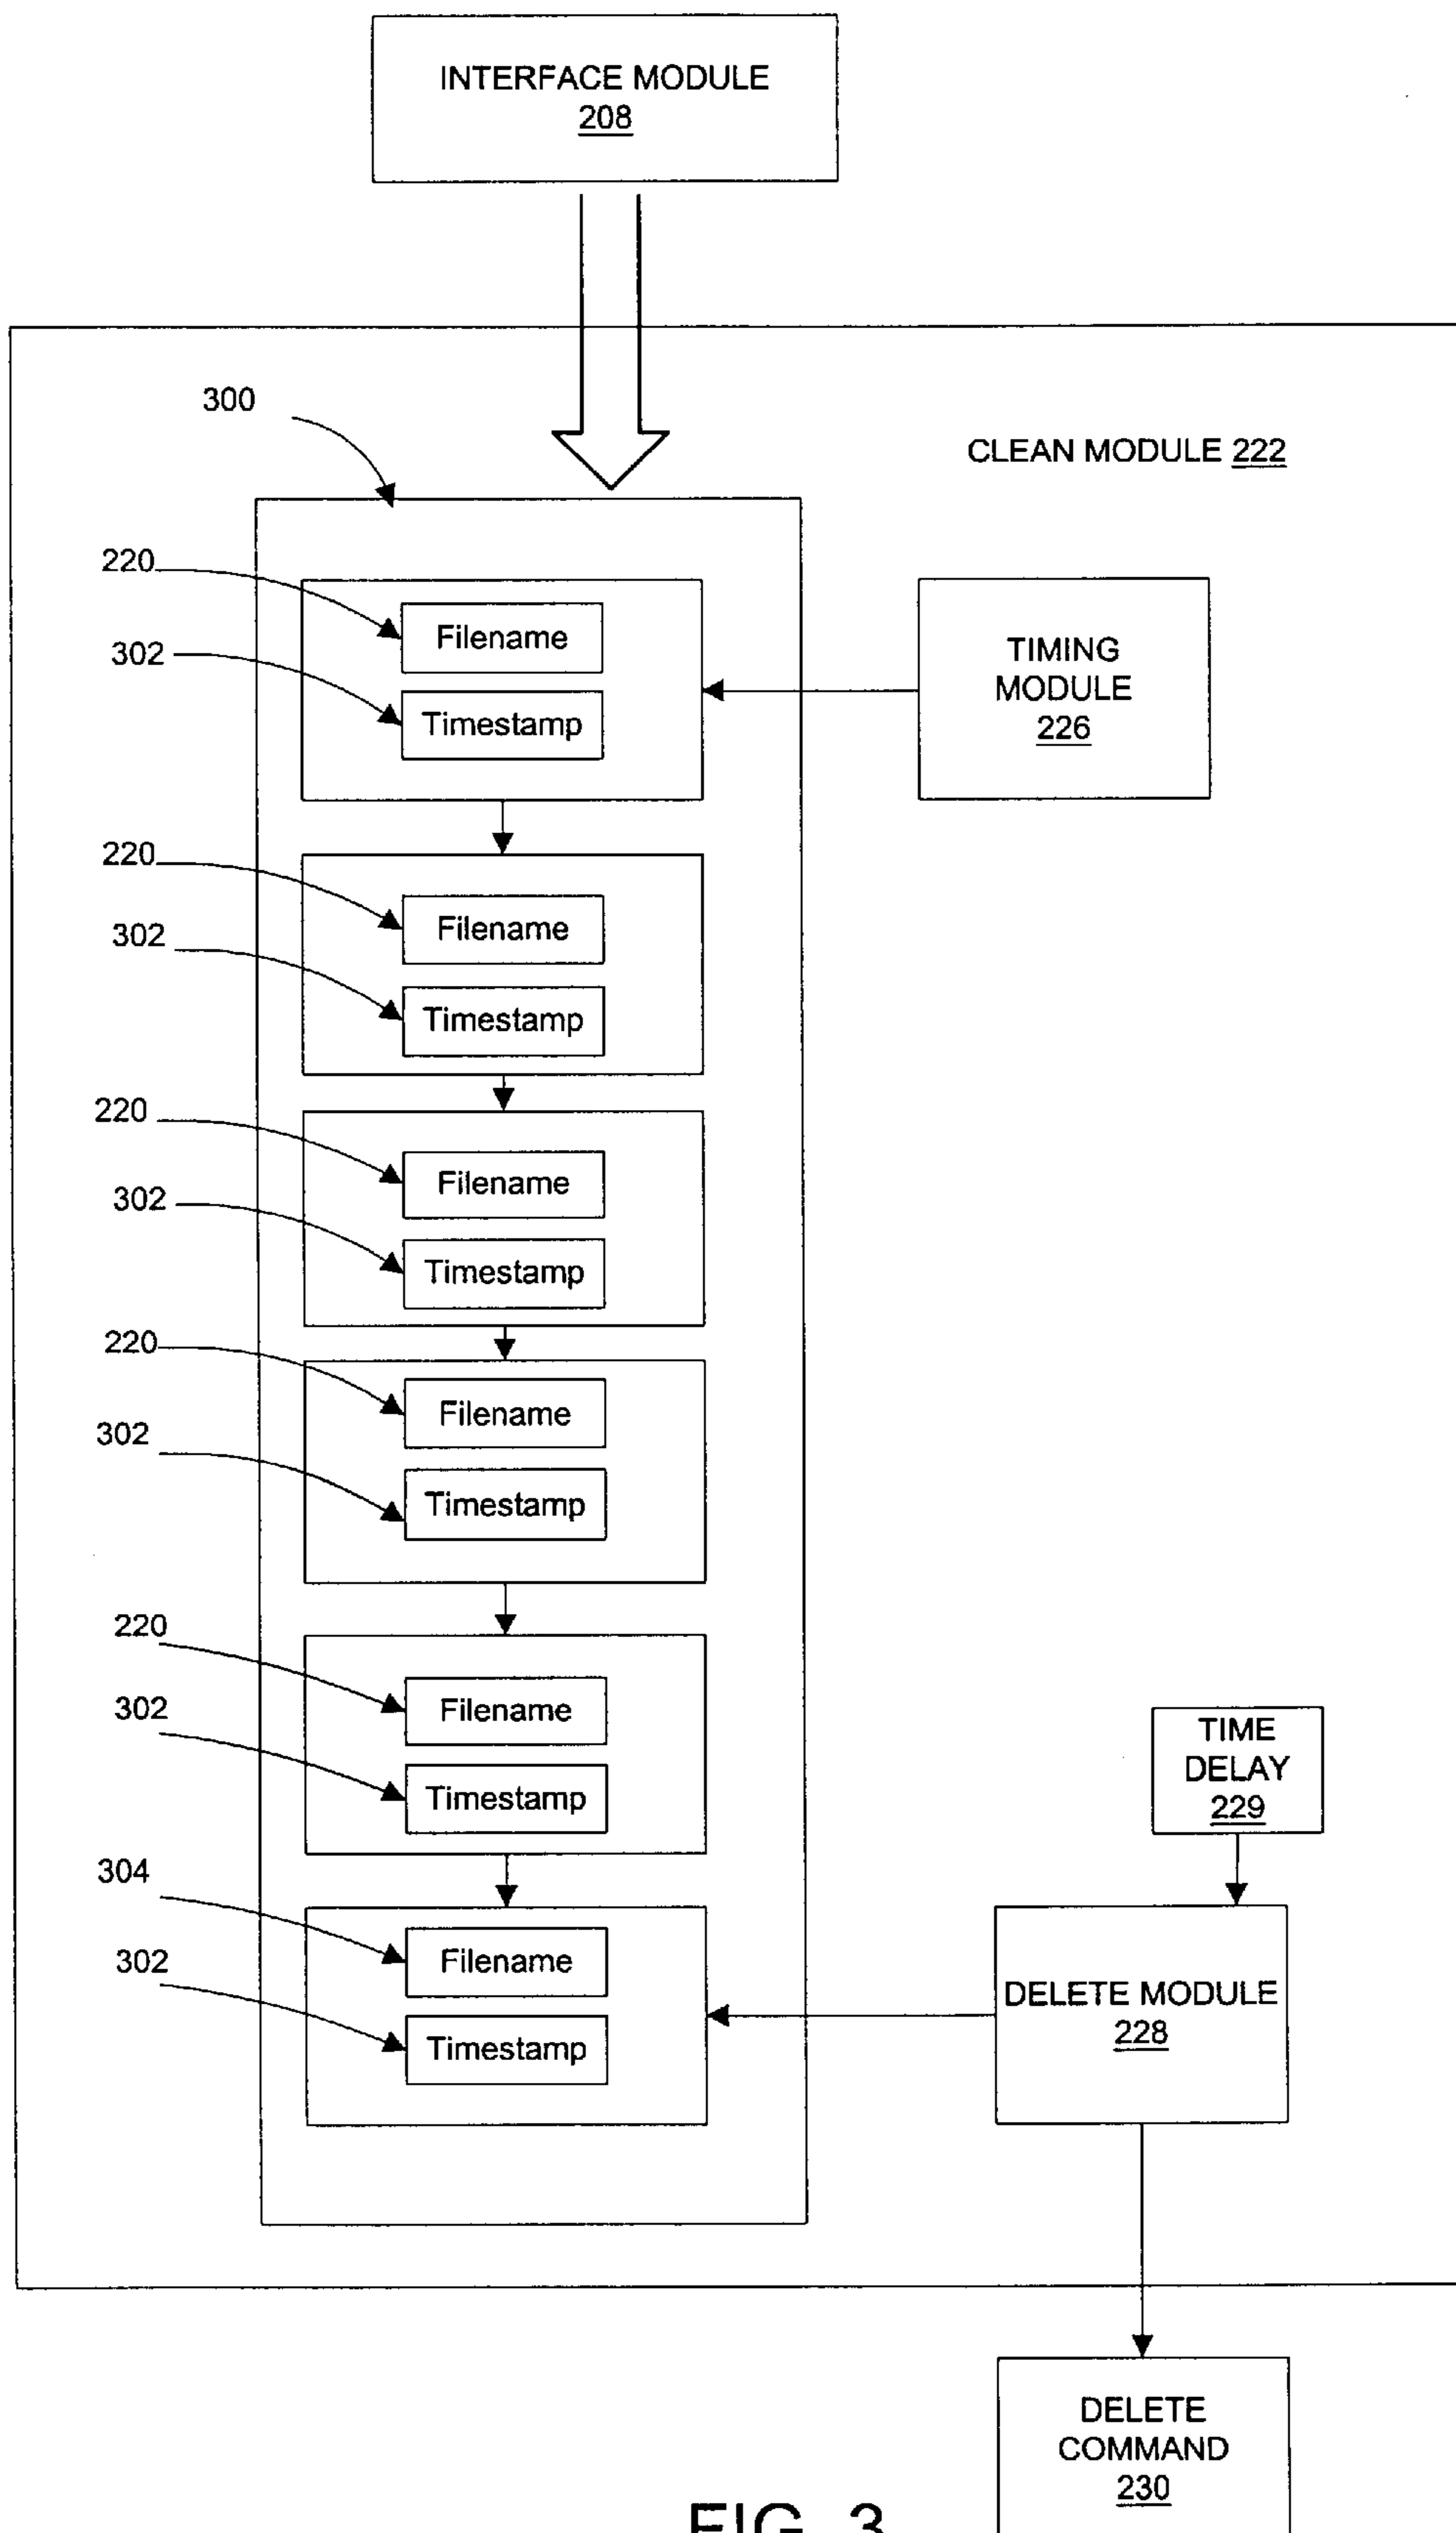 INTERFACE MODULE
208
300
CLEAN MODULE 222
220
Filename
302
Timestamp
TIMING
MODULE
226
220
Filename
302
Timestamp
220
Filename
302
Timestamp
220
Filename
302
Timestamp
220
Filename
302
Timestamp
TIME
DELAY
229
304
Filename
302
Timestamp
DELETE MODULE
228
DELETE
COMMAND
230
FIG. 3